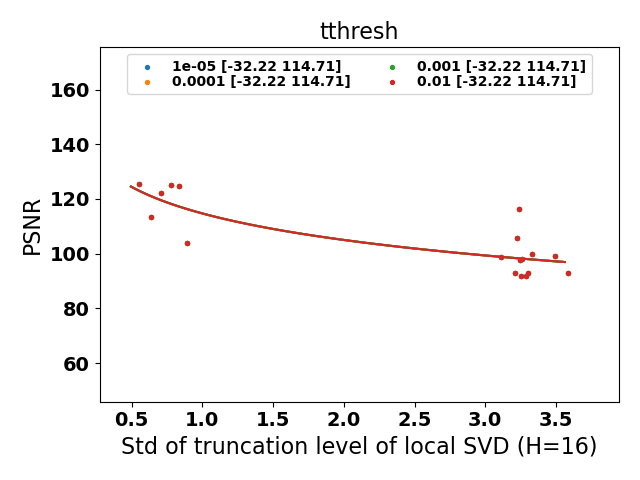 tthresh
1e-05 [-32.22 114.71]
0.0001 [-32.22 114.71]
0.001 [-32.22 114.71]
0.01 [-32.22 114.71]
160
140
120
100
80
60
PSNR
0.5 1.0 1.5 2.0 2.5 3.0 3.5
Std of truncation level of local SVD (H=16)